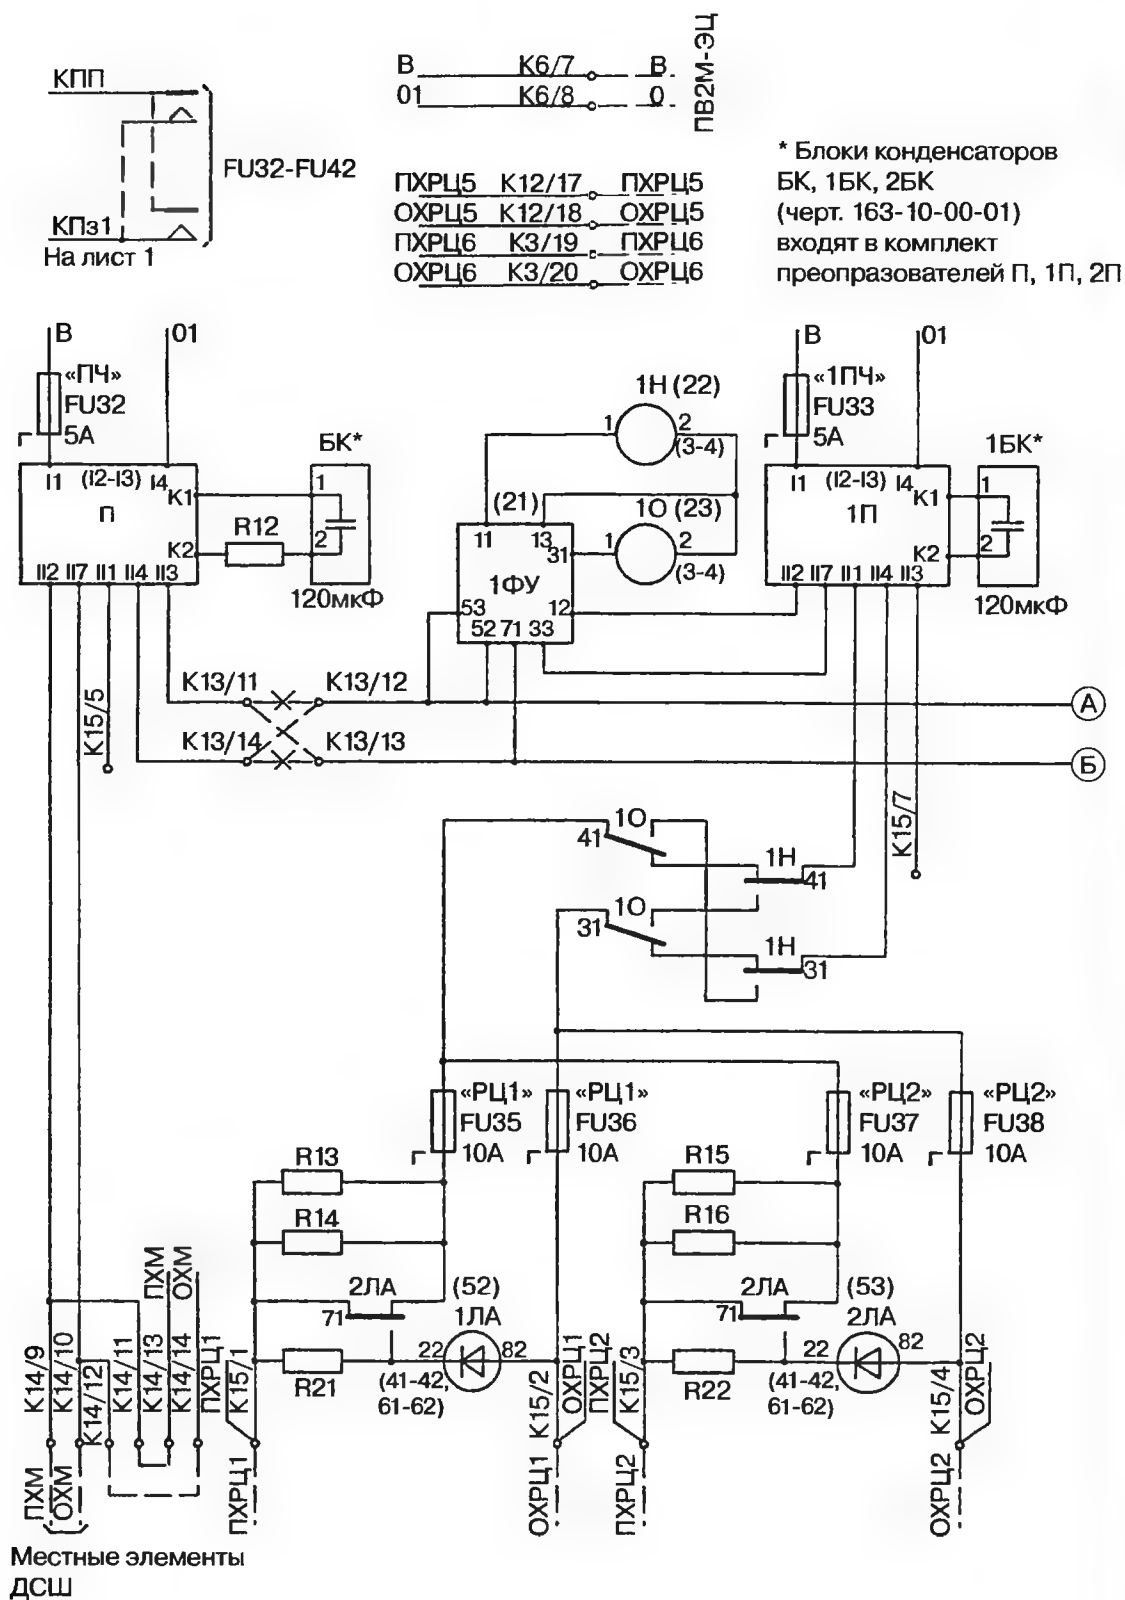 КПП
КПз1
На лист 1
FU32-FU42
В К6/7 В
01 К6/8 0
ПВ2М-ЭЦ
ПХРЦ5 К12/17 ПХРЦ5
ОХРЦ5 К12/18 ОХРЦ5
ПХРЦ6 К3/19 ПХРЦ6
ОХРЦ6 К3/20 ОХРЦ6
* Блоки конденсаторов
БК, 1БК, 2БК
(черт. 163-10-00-01)
входят в комплект
преопразователей П, 1П, 2П
В
01
«ПЧ»
FU32
5А
I1 (I2-I3) I4
К1
П
К2
II2 II7 II1 II4 II3
R12
БК*
1
2
120мкФ
1Н (22)
1 2
(3-4)
1О (23)
1 2
(3-4)
(21)
11 13
31
1ФУ
53 12
52 71 33
В
01
«1ПЧ»
FU33
5А
I1 (I2-I3) I4
К1
1П
К2
II2 II7 II1 II4 II3
1БК*
1
2
120мкФ
К15/5
К13/11 К13/12
А
К13/14 К13/13
Б
К15/7
1О
41
1Н
41
1О
31
1Н
31
«РЦ1»
FU35
10А
«РЦ1»
FU36
10А
«РЦ2»
FU37
10А
«РЦ2»
FU38
10А
R13
R14
2ЛА
71
(52)
1ЛА
22 82
R21
(41-42,
61-62)
R15
R16
2ЛА
71
(53)
2ЛА
22 82
R22
(41-42,
61-62)
К14/9
К14/10
К14/12
К14/11
К14/13
ПХМ
К14/14
ОХМ
ПХРЦ1
К15/1
К15/2
ОХРЦ1
ПХРЦ2
К15/3
К15/4
ОХРЦ2
ПХМ
ОХМ
ПХРЦ1
ОХРЦ1
ПХРЦ2
ОХРЦ2
Местные элементы
ДСШ